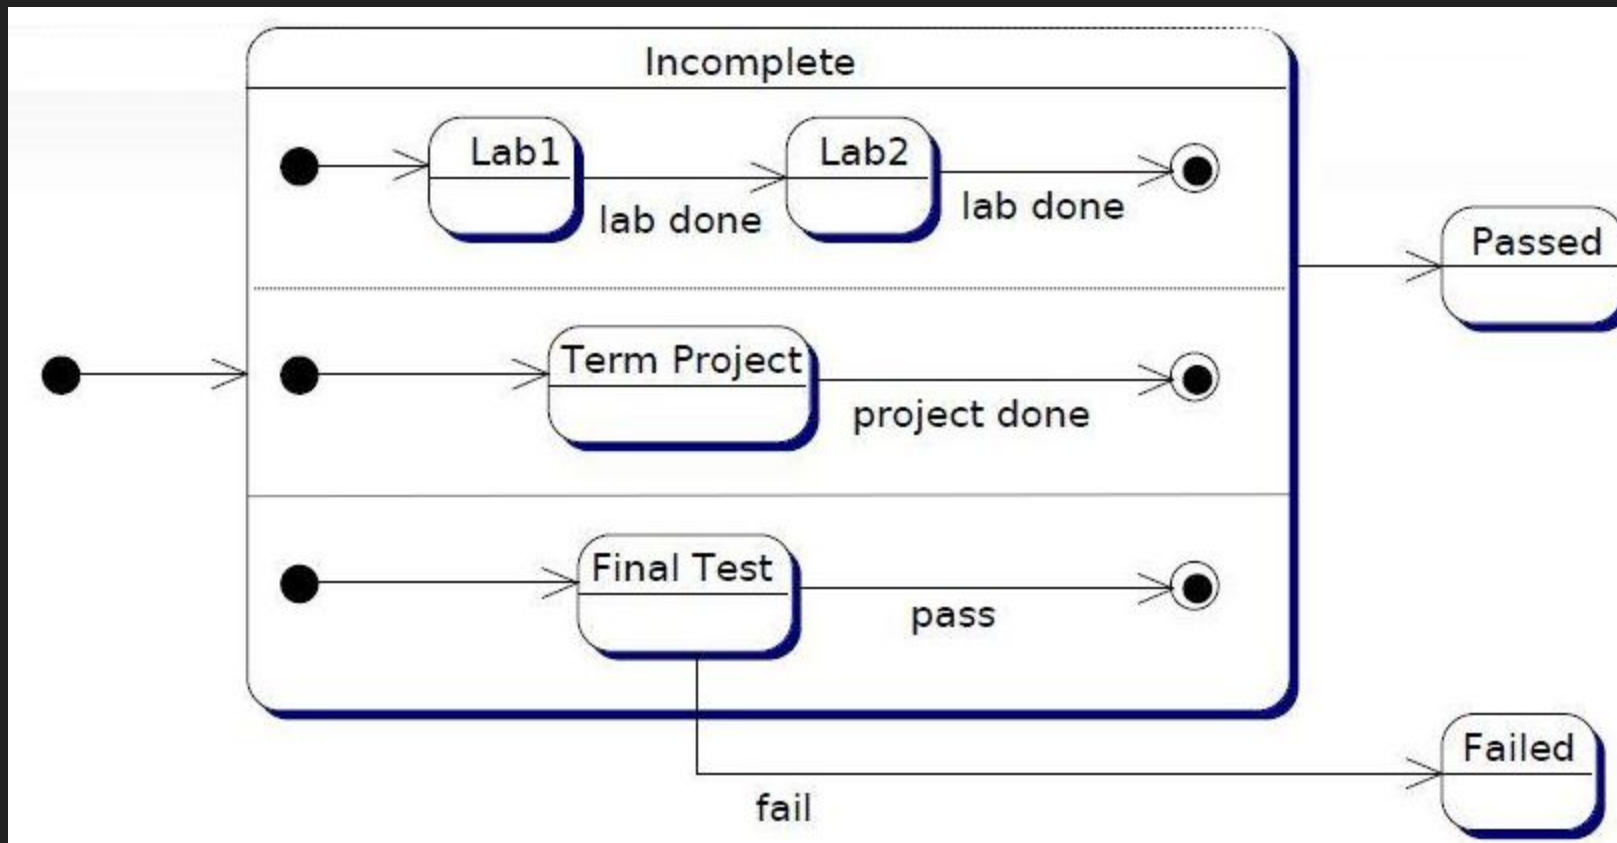 Incomplete
Lab1
Lab2
lab done
lab done
Passed
Term Project
project done
Final Test
pass
Failed
fail